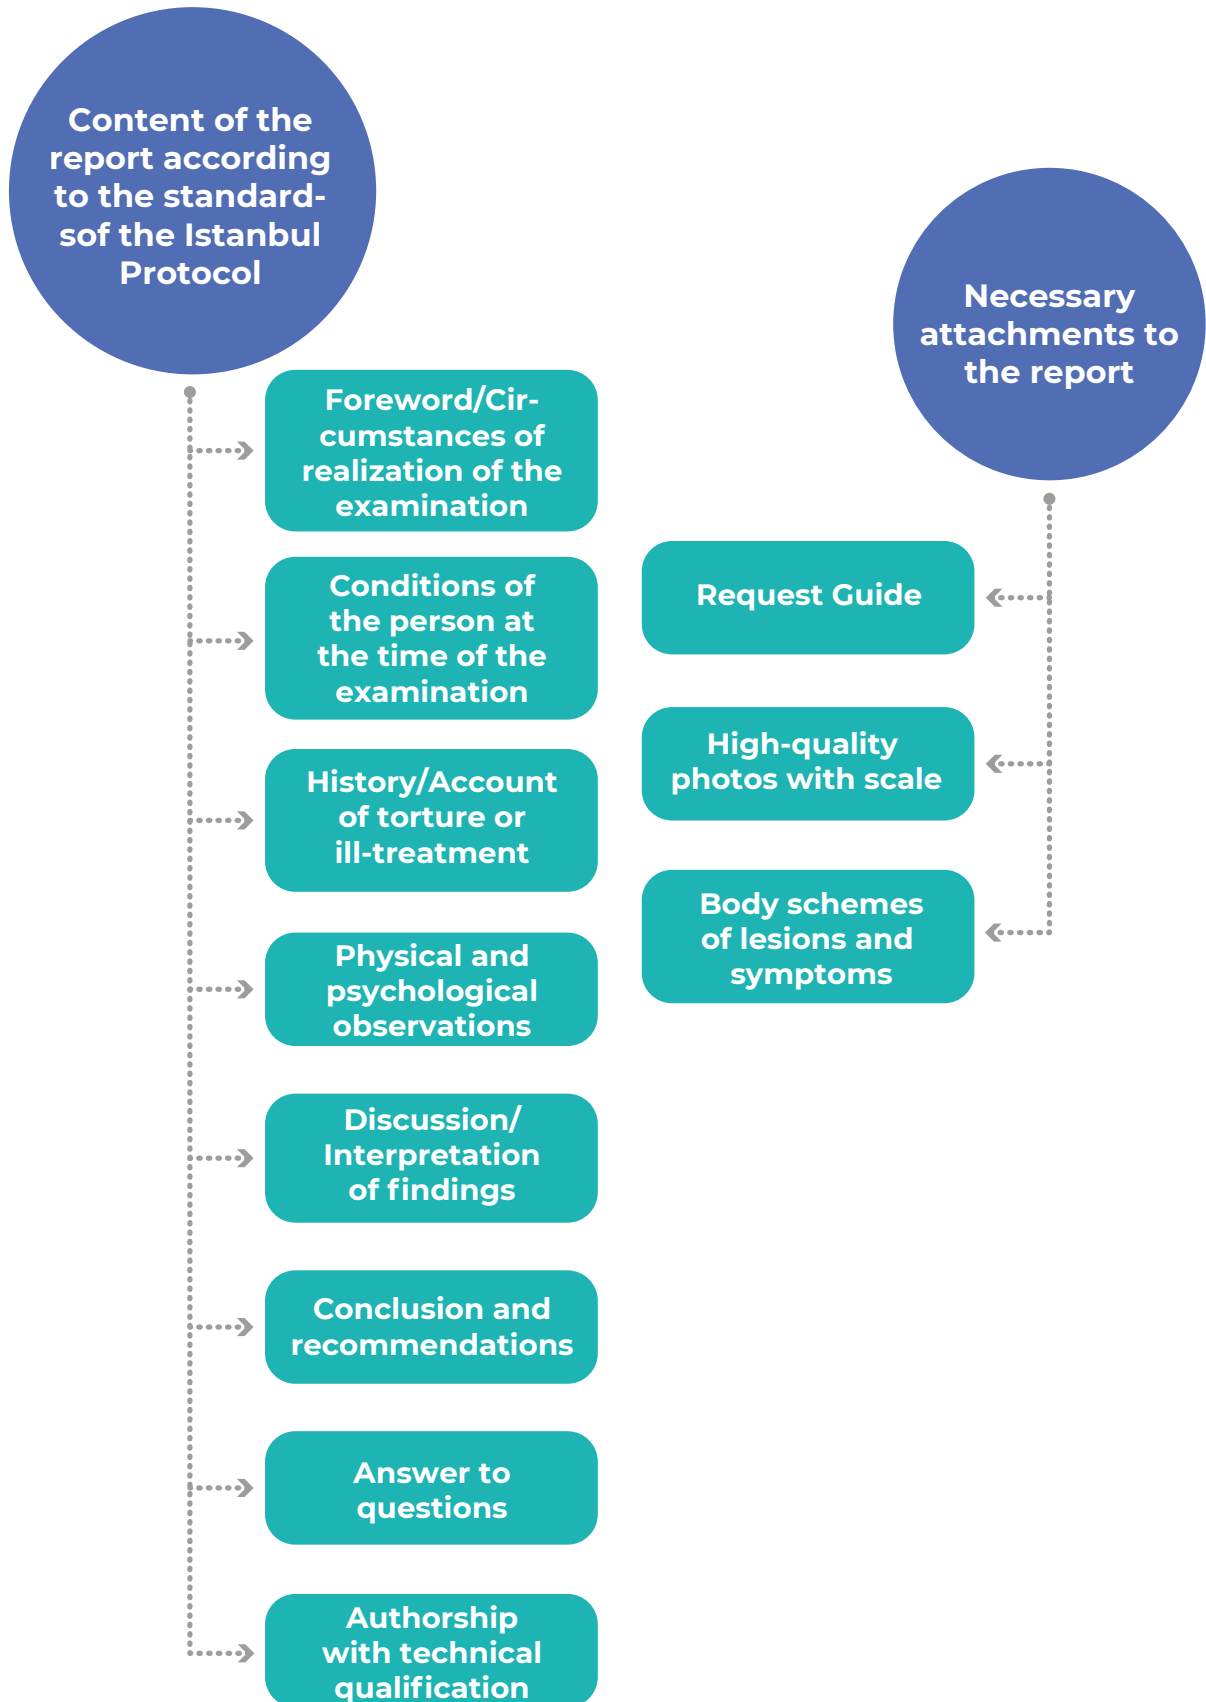 Content of the
report according
to the standard-
sof the Istanbul
Protocol
Foreword/Cir-
cumstances of
realization of the
examination
Conditions of
the person at
the time of the
examination
History/Account
of torture or
ill-treatment
Physical and
psychological
observations
Discussion/
Interpretation
of findings
Conclusion and
recommendations
Answer to
questions
Authorship
with technical
qualification
Necessary
attachments to
the report
Request Guide
High-quality
photos with scale
Body schemes
of lesions and
symptoms